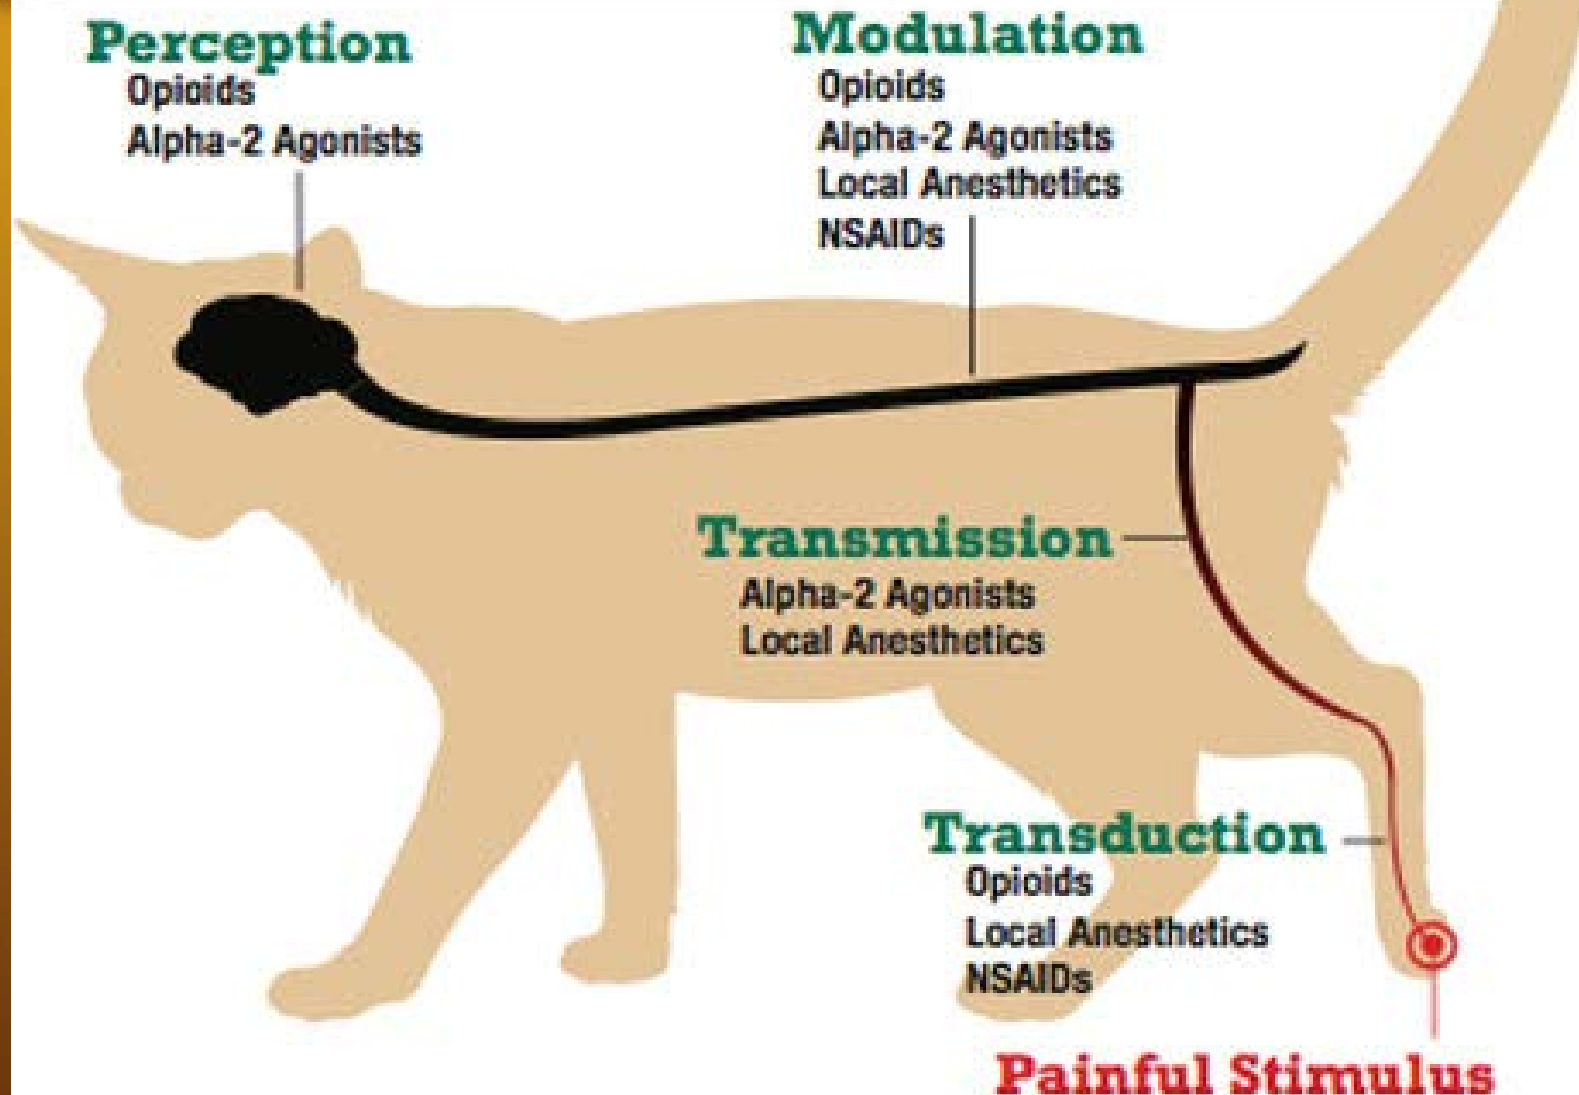 Perception
Opioids
Alpha-2 Agonists
Modulation
Opioids
Alpha-2 Agonists
Local Anesthetics
NSAIDs
Transmission
Alpha-2 Agonists
Local Anesthetics
Transduction
Opioids
Local Anesthetics
NSAIDs
Painful Stimulus